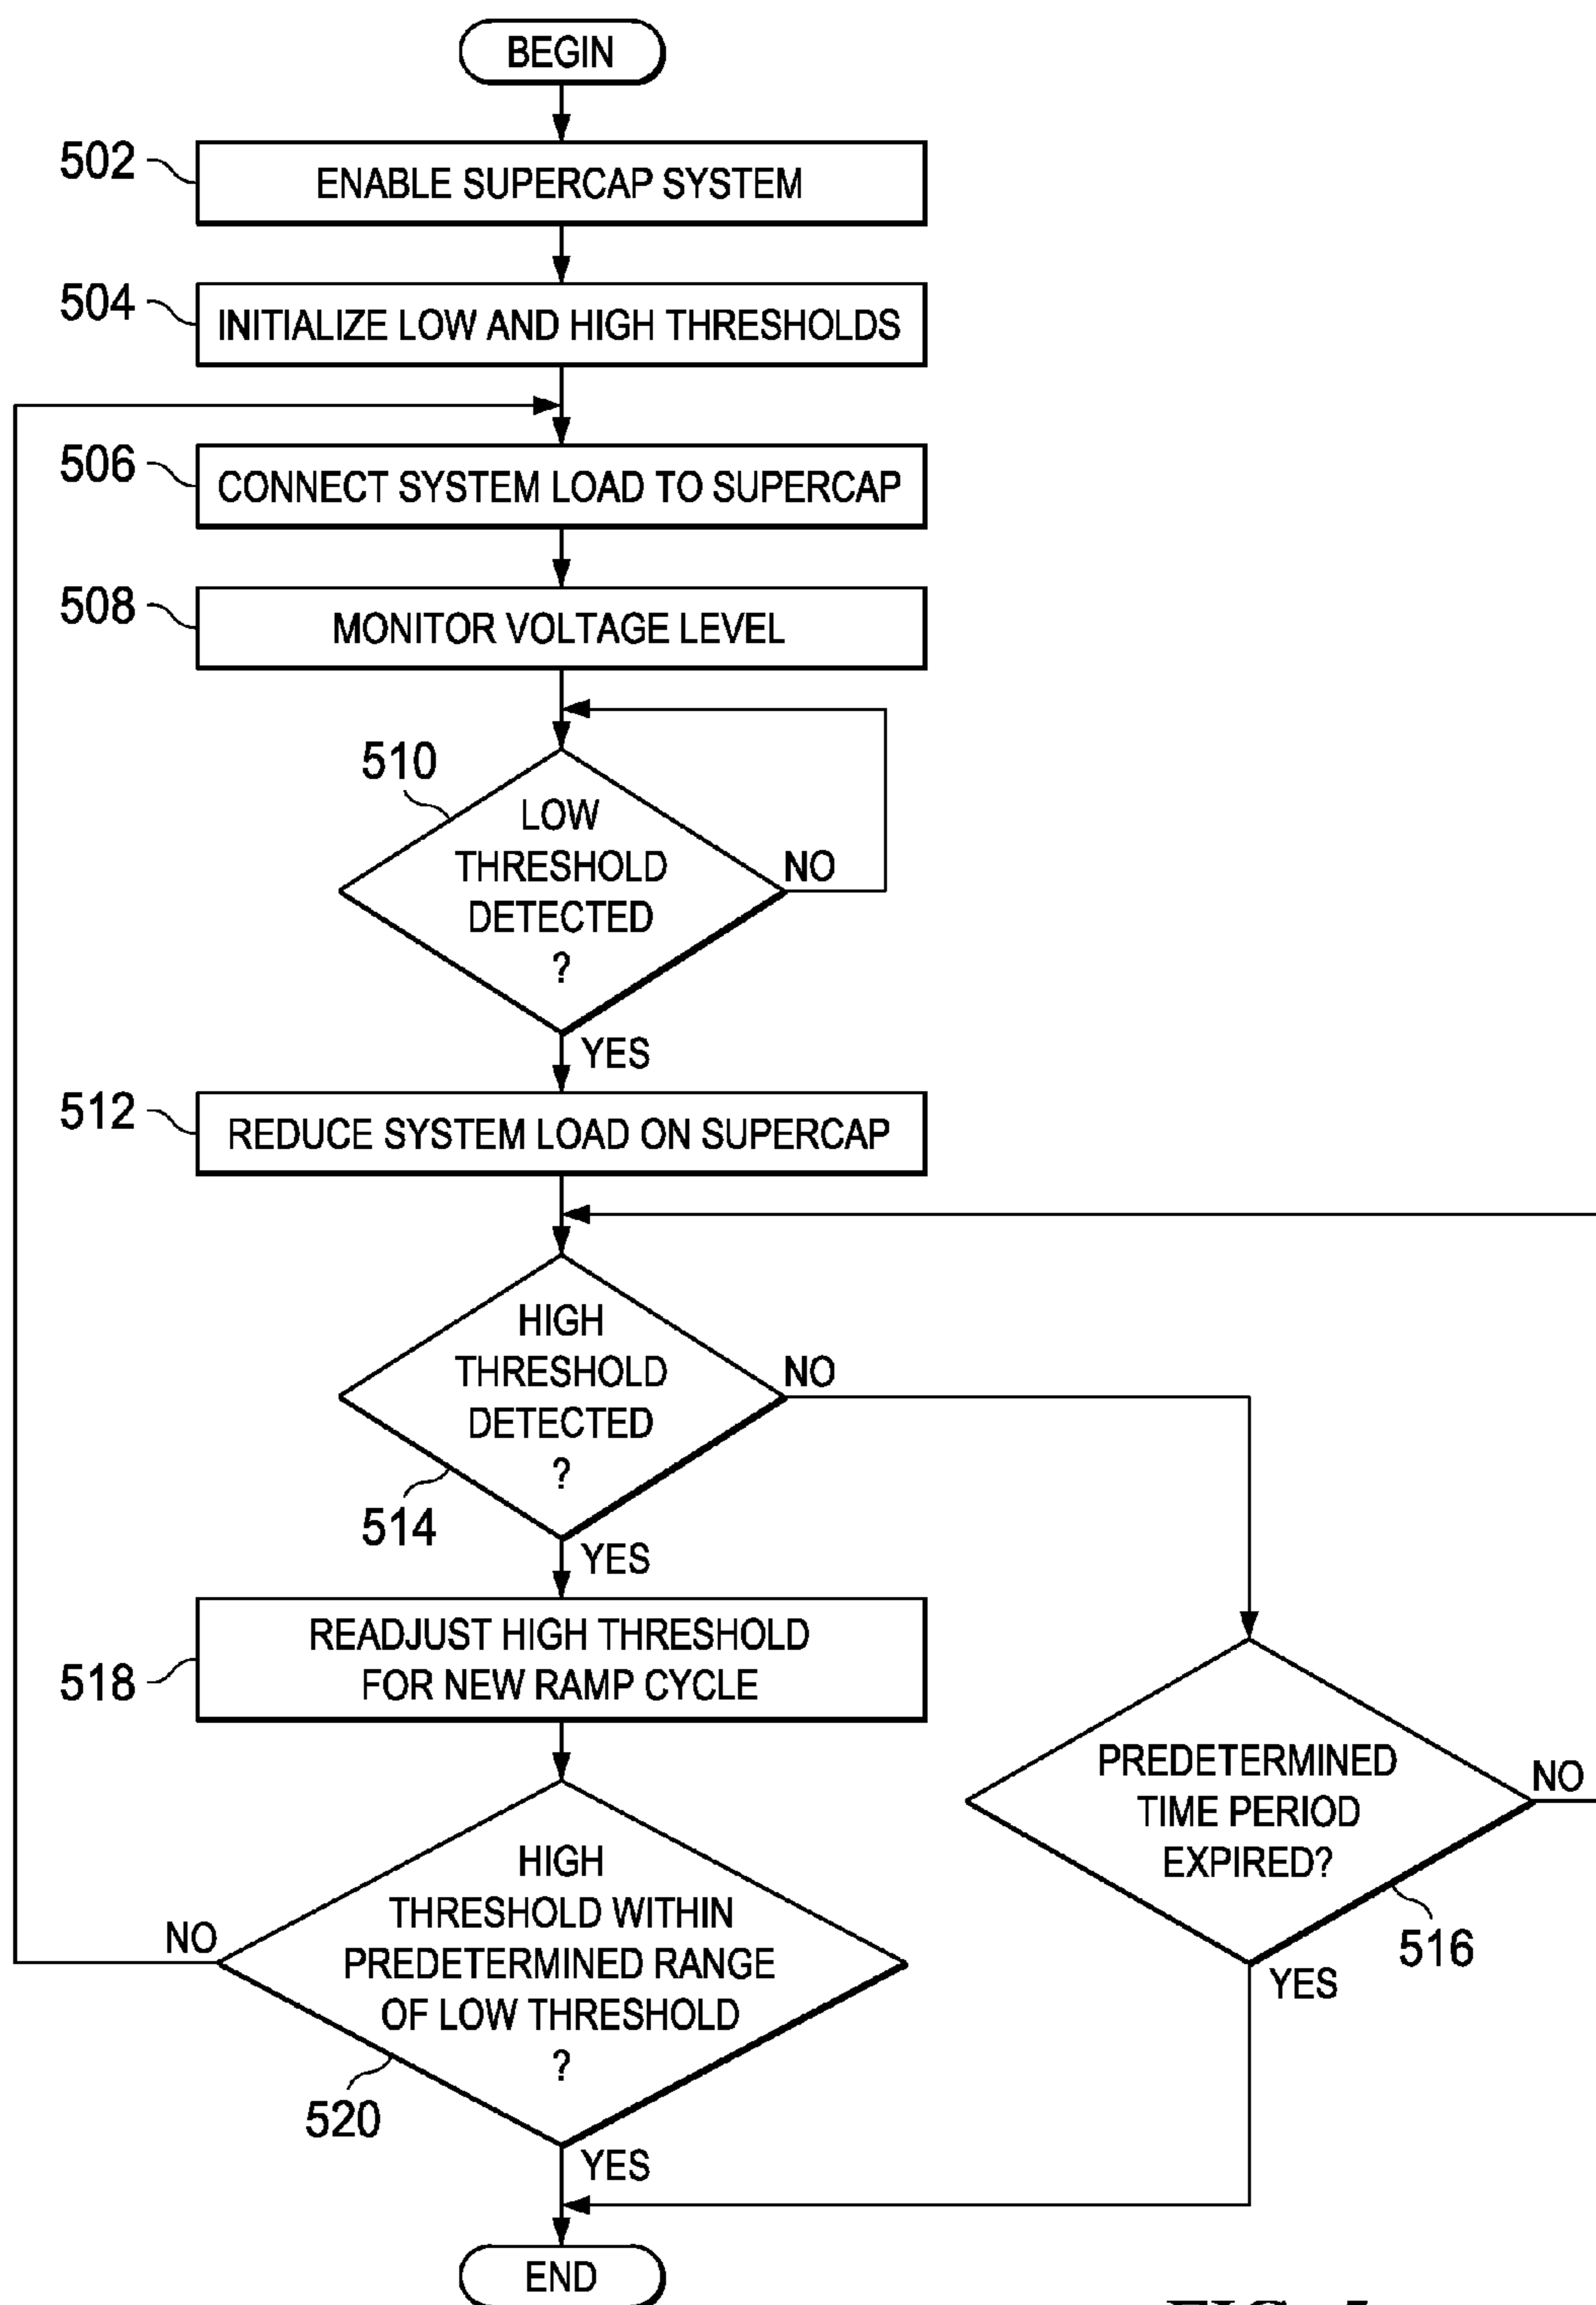 BEGIN
502
ENABLE SUPERCAP SYSTEM
504
INITIALIZE LOW AND HIGH THRESHOLDS
506
CONNECT SYSTEM LOAD TO SUPERCAP
508
MONITOR VOLTAGE LEVEL
510
LOW
THRESHOLD
DETECTED
?
NO
YES
512
REDUCE SYSTEM LOAD ON SUPERCAP
HIGH
THRESHOLD
DETECTED
?
NO
514
YES
518
READJUST HIGH THRESHOLD
FOR NEW RAMP CYCLE
PREDETERMINED
TIME PERIOD
EXPIRED?
NO
516
YES
HIGH
THRESHOLD WITHIN
PREDETERMINED RANGE
OF LOW THRESHOLD
?
NO
520
YES
END